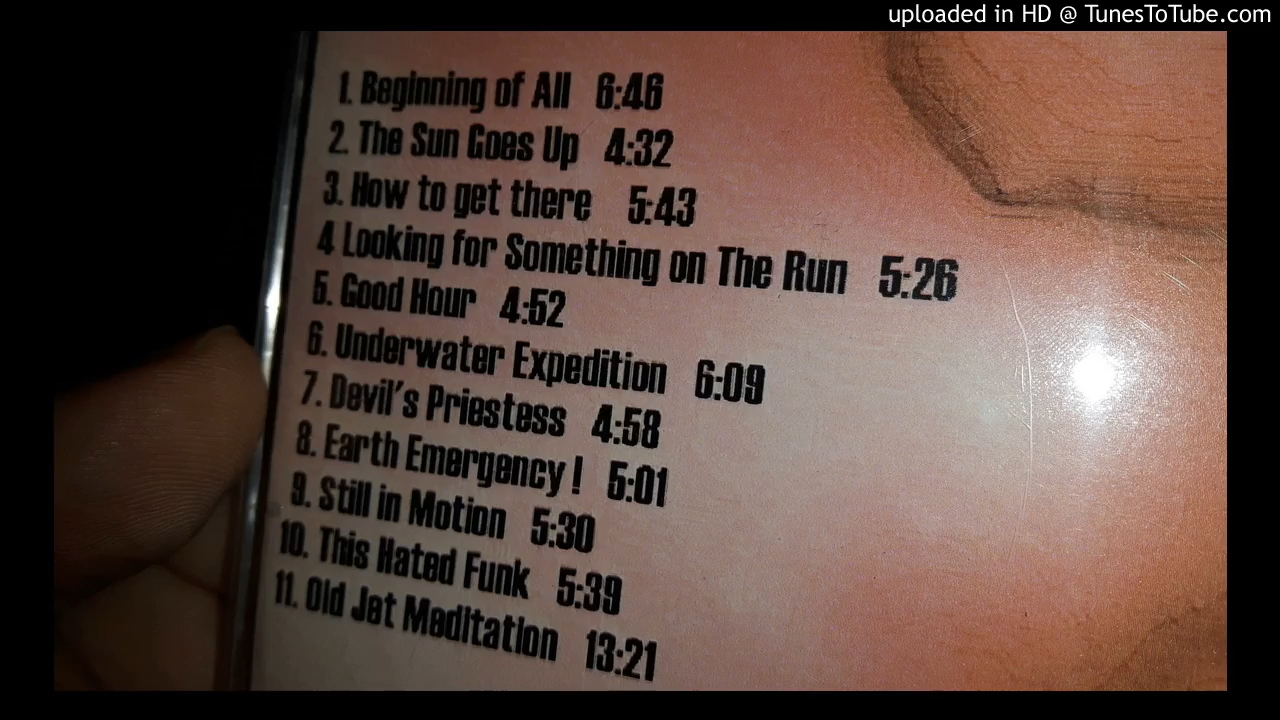 uploaded in HD @ TunesToTube.com
1. Beginning of All 6:46
2. The Sun Goes Up 4:32
3. How to get there 5:43
4 Looking for Something on The Run 5:26
5. Good Hour 4:52
6. Underwater Expedition 6:09
7. Devil's Priestess 4:58
8. Earth Emergency ! 5:01
9. Still in Motion 5:30
10. This Hated Funk 5:39
11. Old Jet Meditation 13:21